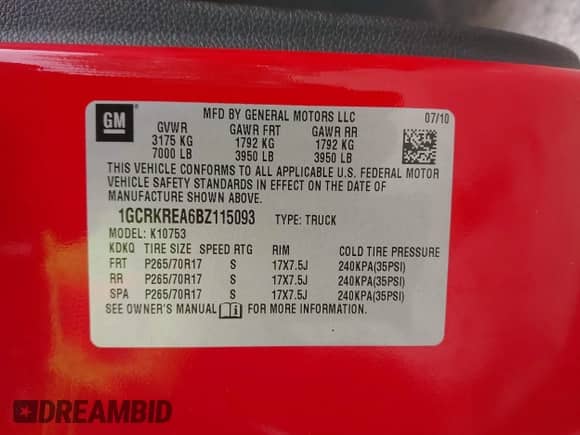 GM
MFD BY GENERAL MOTORS LLC
07/10
GVWR GAWR FRT GAWR RR
3175 KG 1792 KG 1792 KG
7000 LB 3950 LB 3950 LB
THIS VEHICLE CONFORMS TO ALL APPLICABLE U.S. FEDERAL MOTOR
VEHICLE SAFETY STANDARDS IN EFFECT ON THE DATE OF
MANUFACTURE SHOWN ABOVE.
1GCRKREA6BZ115093 TYPE: TRUCK
MODEL: K10753
KDKQ TIRE SIZE SPEED RTG RIM COLD TIRE PRESSURE
FRT P265/70R17 S 17X7.5J 240KPA(35PSI)
RR P265/70R17 S 17X7.5J 240KPA(35PSI)
SPA P265/70R17 S 17X7.5J 240KPA(35PSI)
SEE OWNER'S MANUAL FOR MORE INFORMATION.
DREAMBID